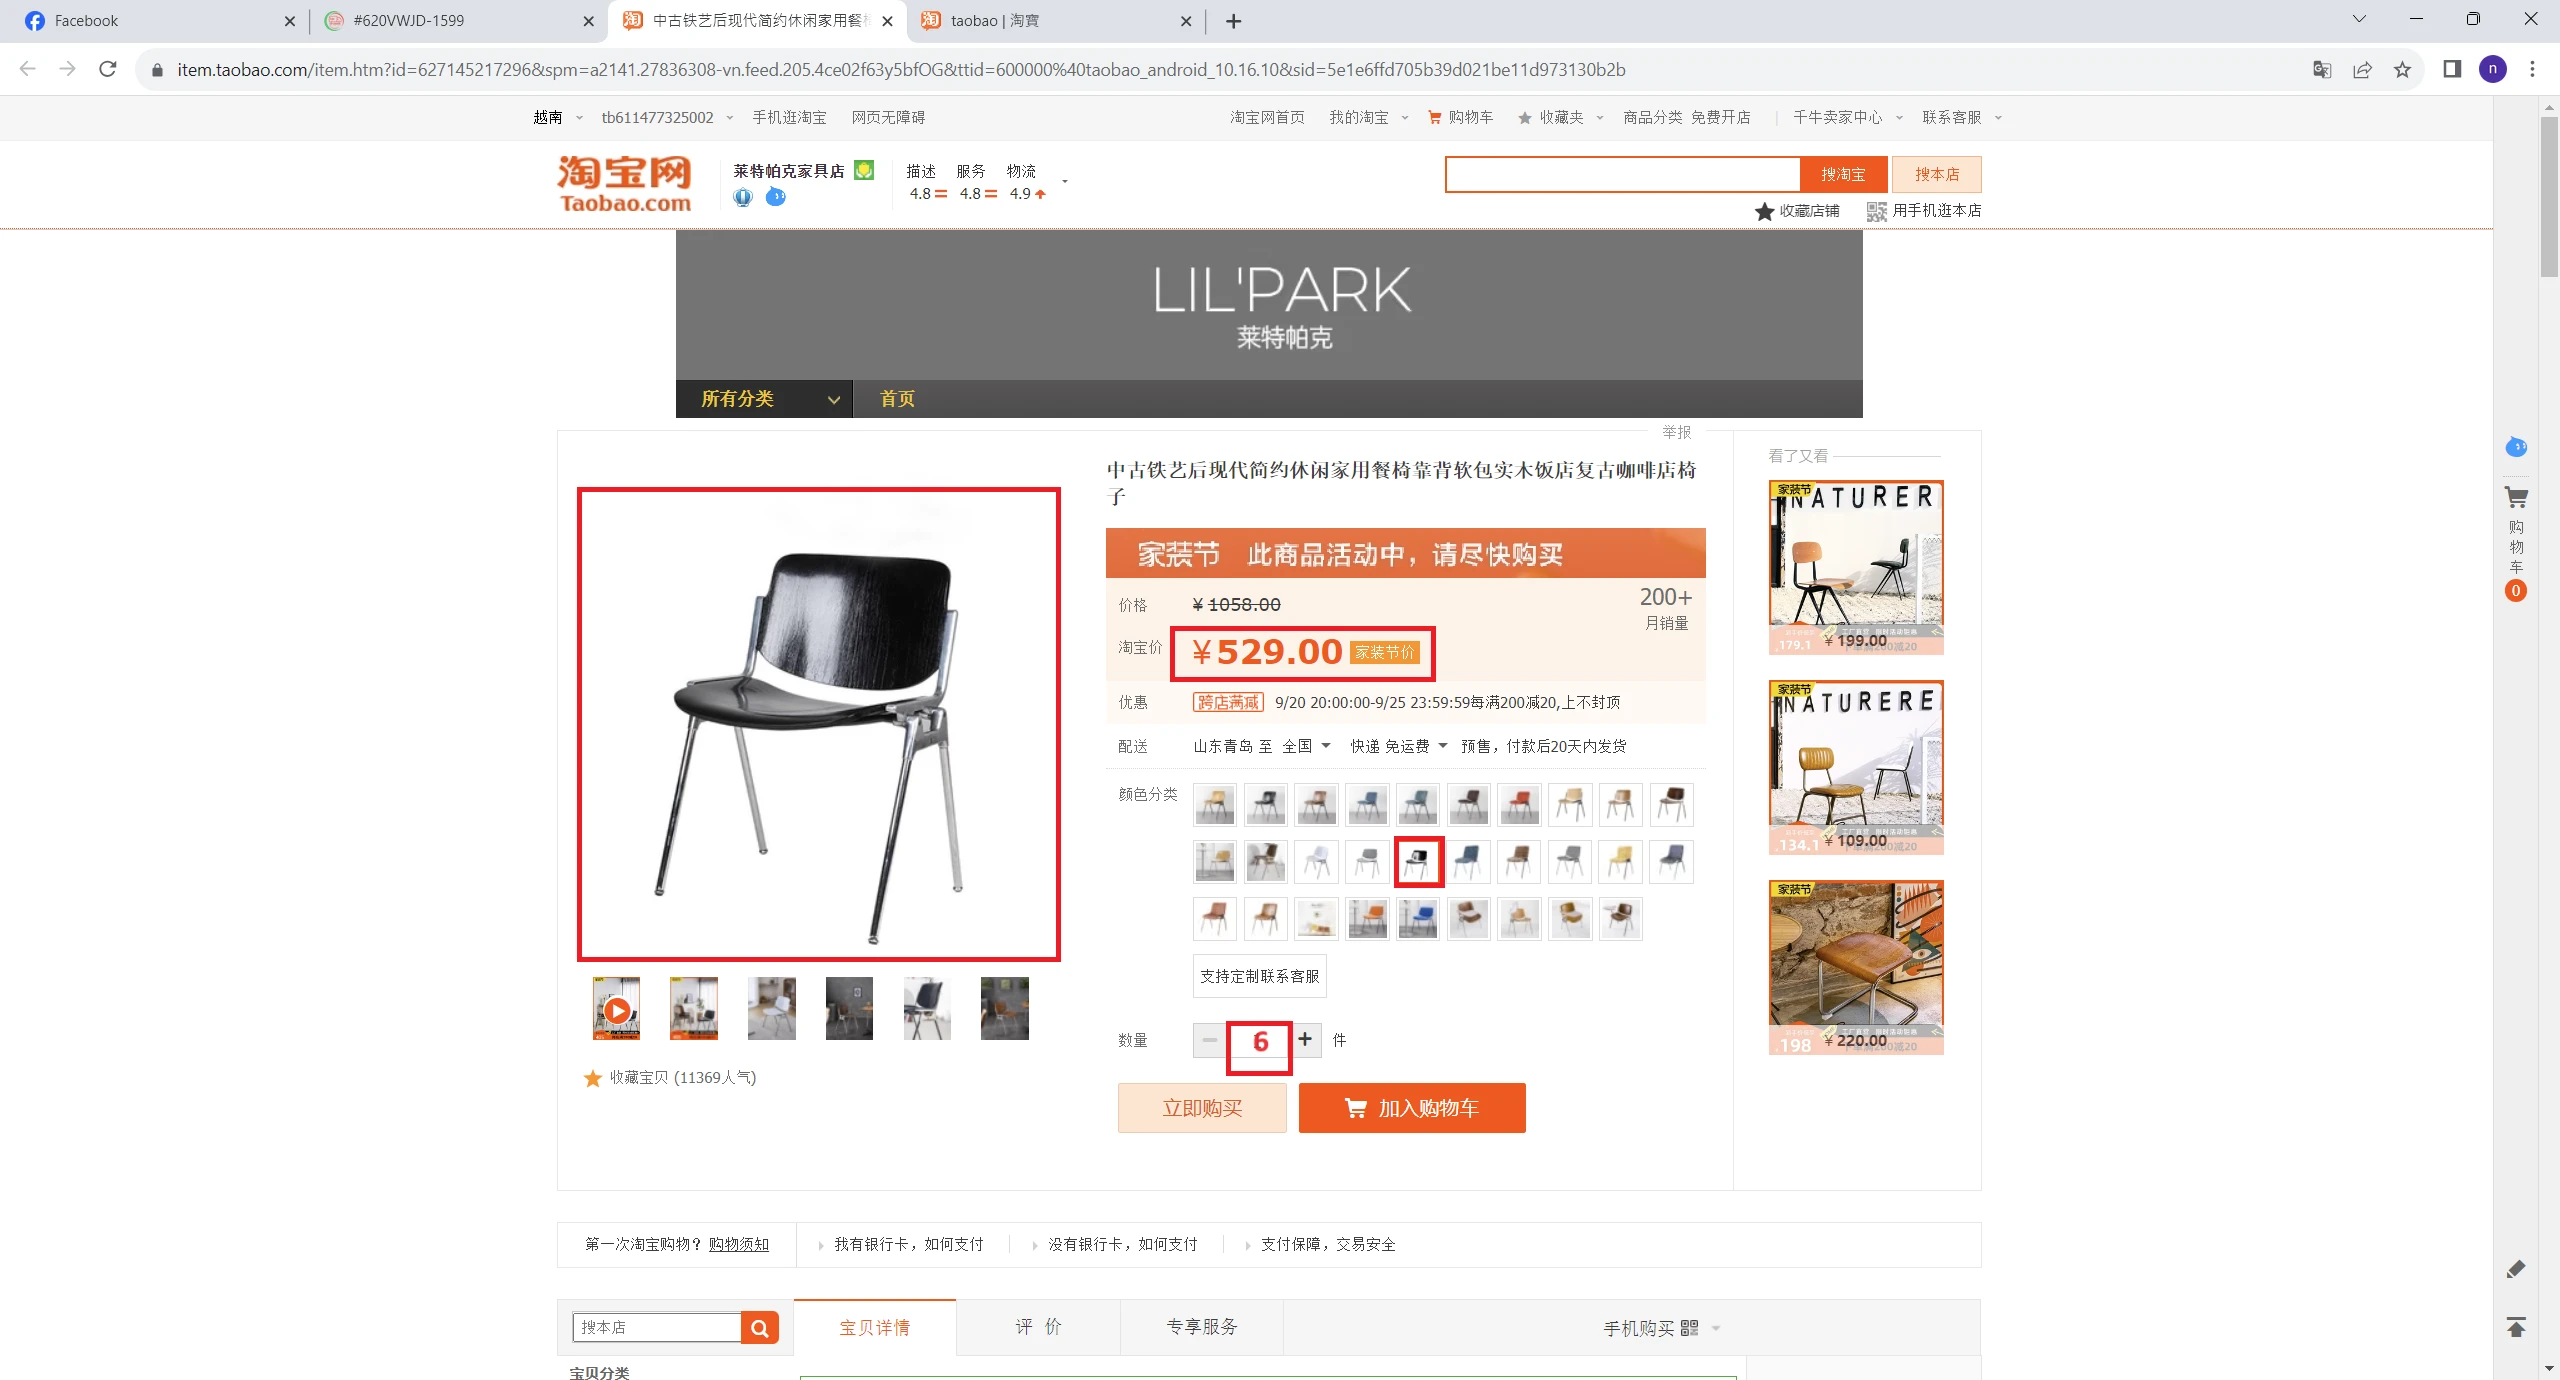 Facebook
#620VWJD-1599
中古铁艺后现代简约休闲家用餐椅
taobao | 淘寶
item.taobao.com/item.htm?id=627145217296&spm=a2141.27836308-vn.feed.205.4ce02f63y5bfOG&ttid=600000%40taobao_android_10.16.10&sid=5e1e6ffd705b39d021be11d973130b2b
n
越南 tb611477325002 手机逛淘宝 网页无障碍 淘宝网首页 我的淘宝 购物车 收藏夹 商品分类 免费开店 千牛卖家中心 联系客服
淘宝网
Taobao.com
莱特帕克家具店
描述 服务 物流
4.8 4.8 4.9
搜淘宝 搜本店
收藏店铺 用手机逛本店
LIL'PARK
莱特帕克
所有分类 首页
举报
中古铁艺后现代简约休闲家用餐椅靠背软包实木饭店复古咖啡店椅
子
家装节 此商品活动中，请尽快购买
价格 ¥ 1058.00
200+
月销量
淘宝价 ¥529.00 家装节价
优惠 跨店满减 9/20 20:00:00-9/25 23:59:59每满200减20,上不封顶
配送 山东青岛 至 全国 快递 免运费 预售，付款后20天内发货
颜色分类
支持定制联系客服
数量 6 件
立即购买 加入购物车
收藏宝贝 (11369人气)
看了又看
家装节
NATURER
179.1 ¥ 199.00
家装节
NATURERE
134.1 ¥ 109.00
家装节
198 ¥ 220.00
购
物
车
0
第一次淘宝购物？ 购物须知 我有银行卡，如何支付 没有银行卡，如何支付 支付保障，交易安全
搜本店 宝贝详情 评 价 专享服务 手机购买
宝贝分类